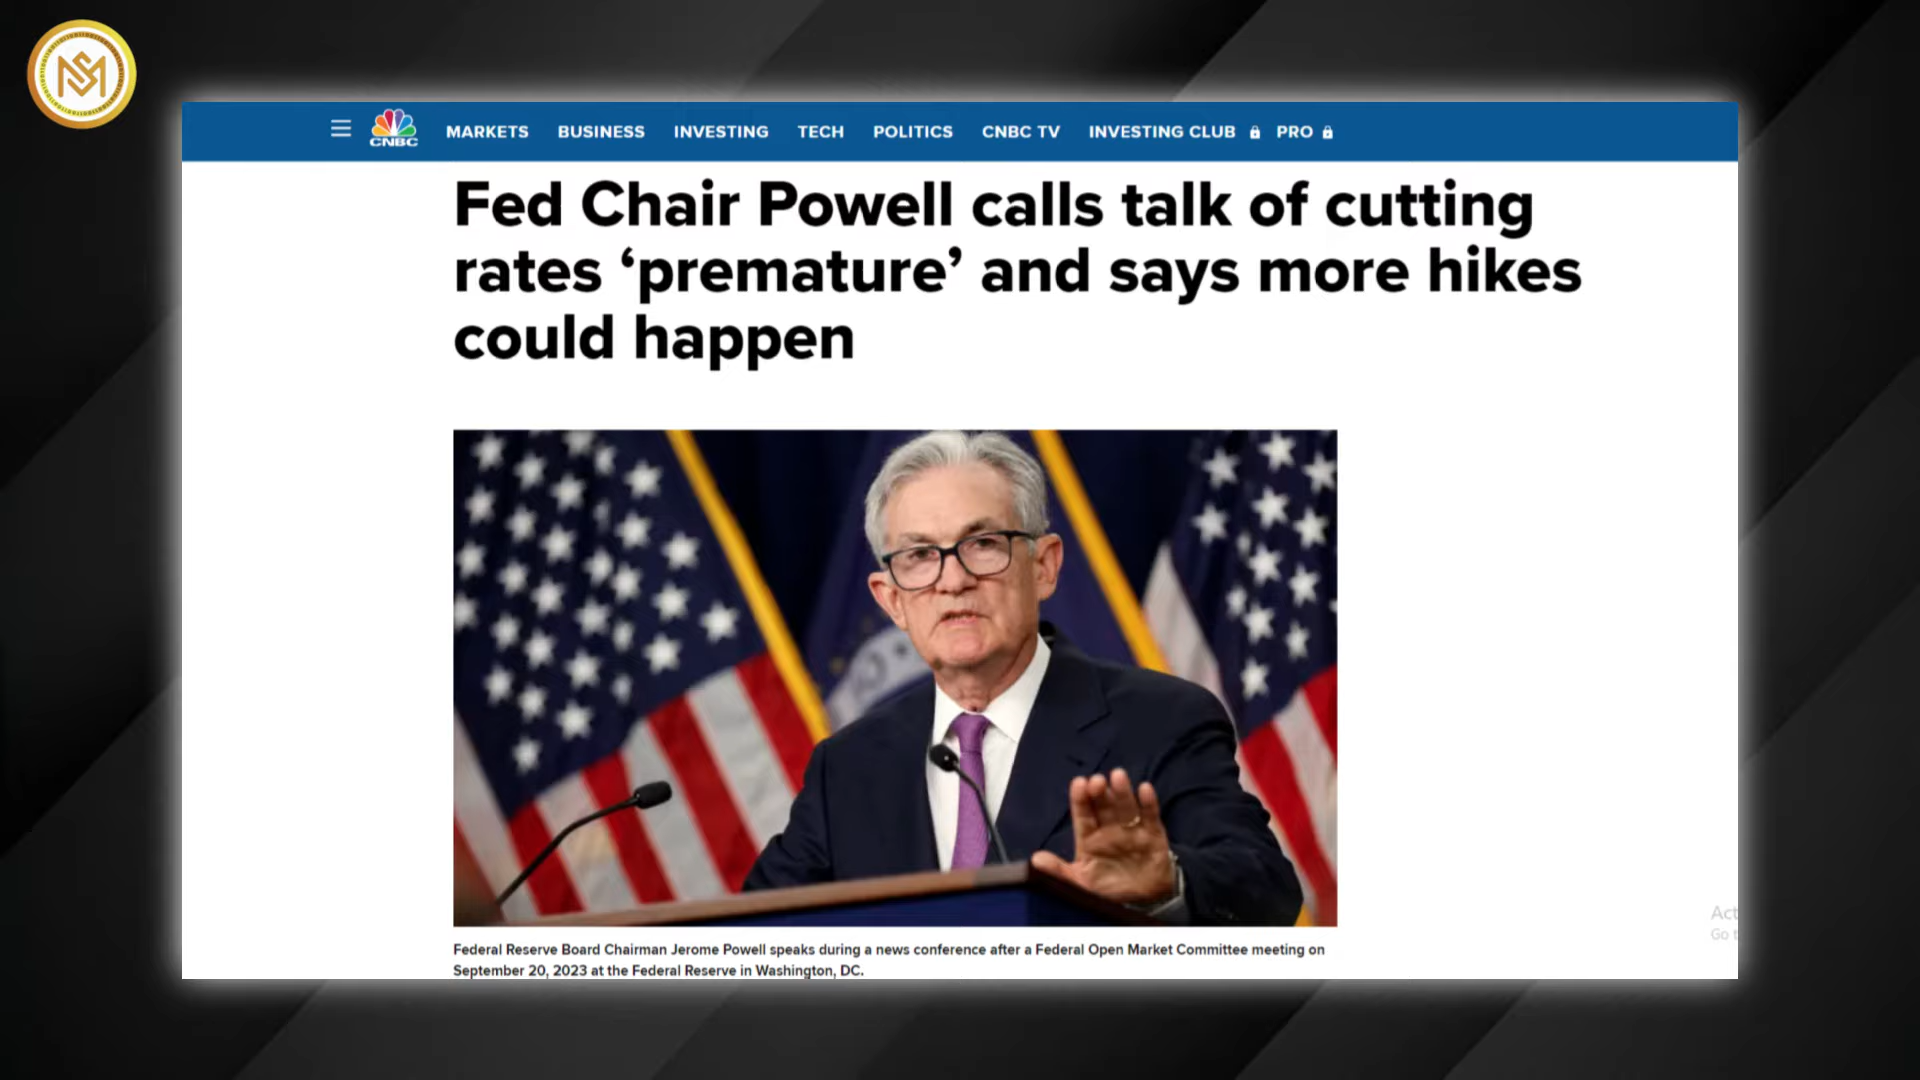 MARKETS BUSINESS INVESTING TECH POLITICS CNBC TV INVESTING CLUB PRO
CNBC
Fed Chair Powell calls talk of cutting
rates ‘premature’ and says more hikes
could happen
Act
Go t
Federal Reserve Board Chairman Jerome Powell speaks during a news conference after a Federal Open Market Committee meeting on
September 20, 2023 at the Federal Reserve in Washington, DC.